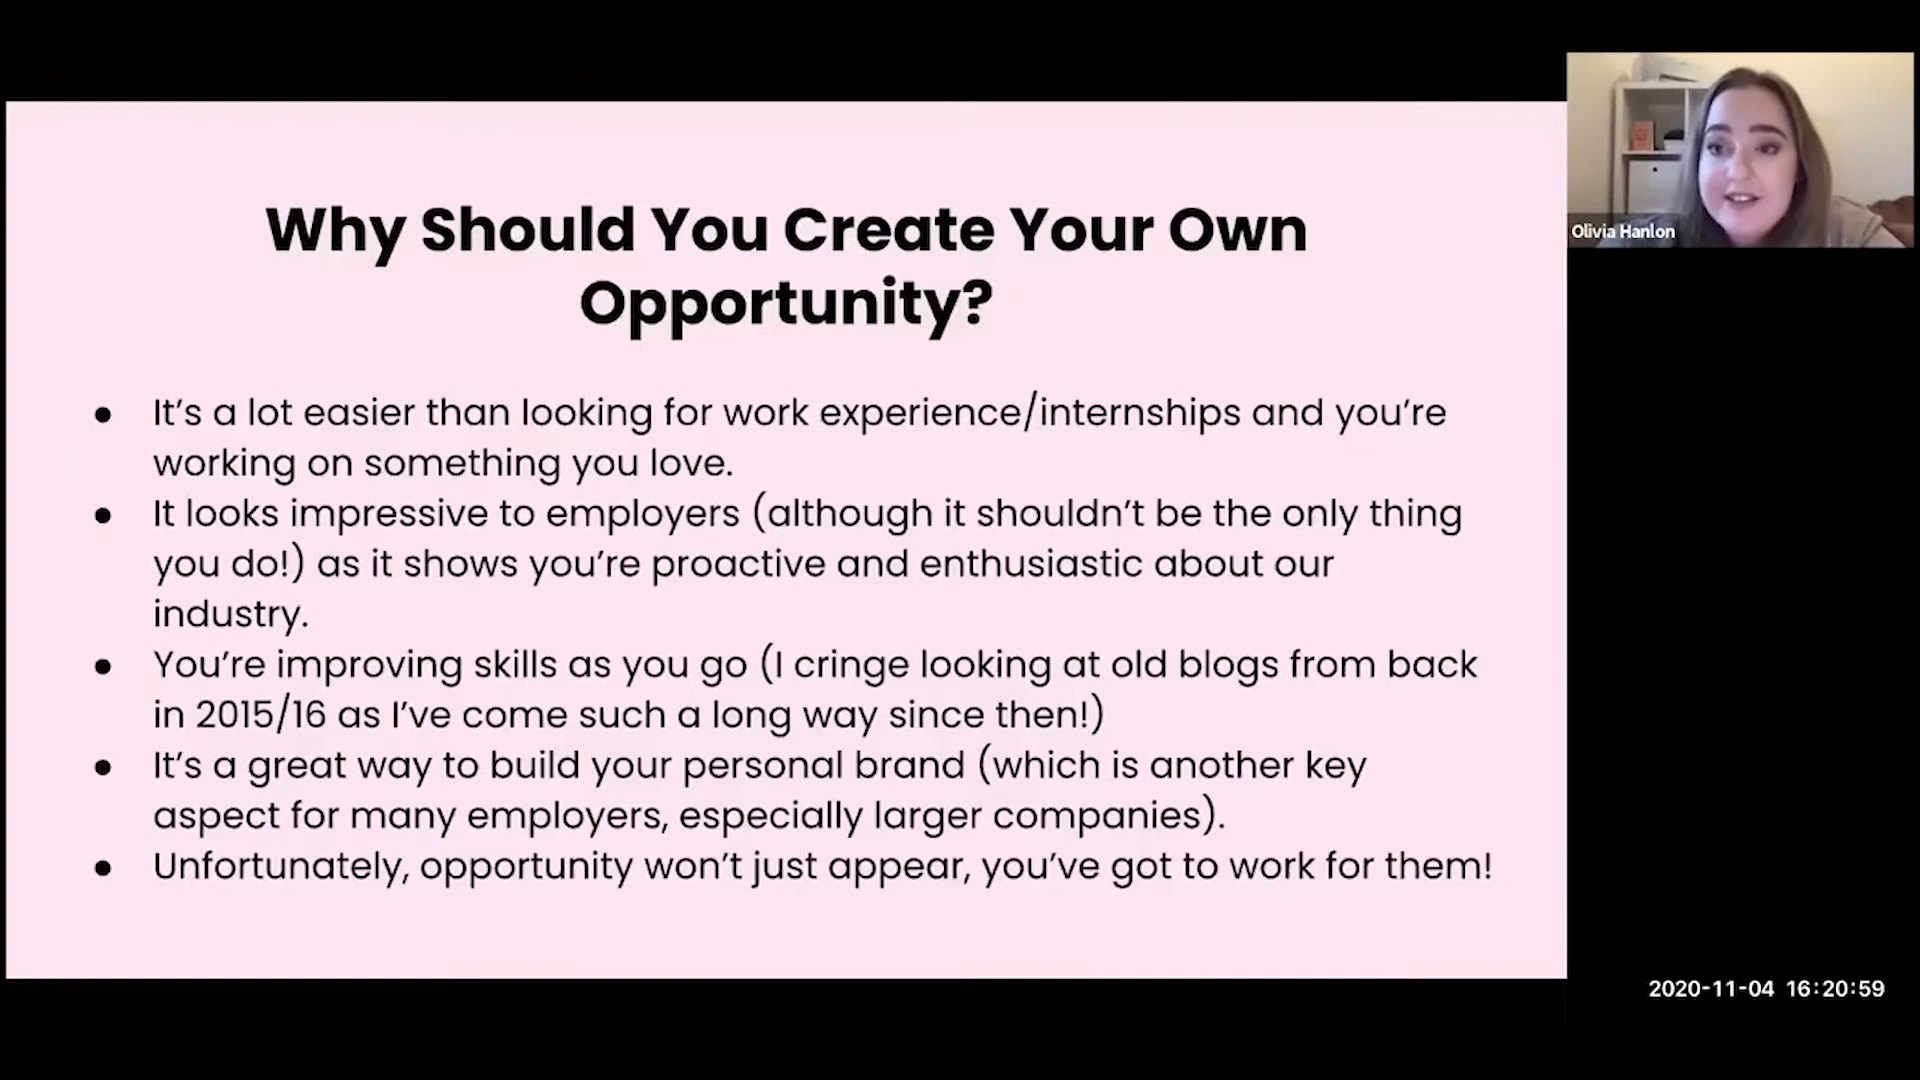 Why Should You Create Your Own
Opportunity?
● It's a lot easier than looking for work experience/internships and you're
working on something you love.
● It looks impressive to employers (although it shouldn't be the only thing
you do!) as it shows you're proactive and enthusiastic about our
industry.
● You're improving skills as you go (I cringe looking at old blogs from back
in 2015/16 as I've come such a long way since then!)
● It's a great way to build your personal brand (which is another key
aspect for many employers, especially larger companies).
● Unfortunately, opportunity won't just appear, you've got to work for them!
Olivia Hanlon
2020-11-04 16:20:59